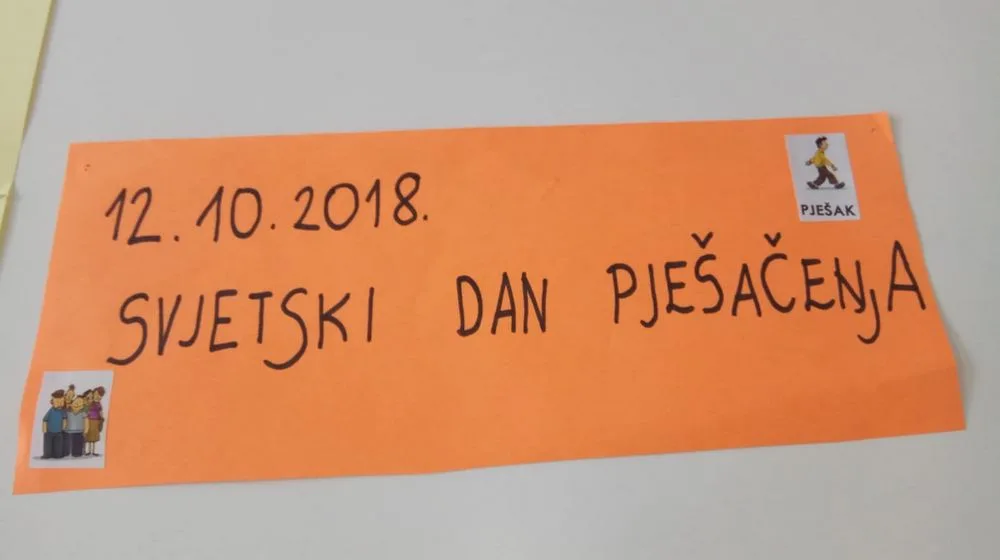 12. 10. 2018.
PJEŠAK
SVJETSKI DAN PJEŠAČENjA